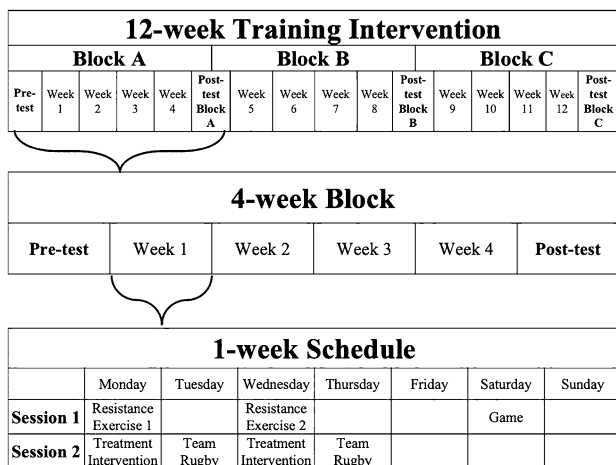 12-week Training Intervention
Block A Block B Block C
Pre-test Week 1 Week 2 Week 3 Week 4 Post-test Block A Week 5 Week 6 Week 7 Week 8 Post-test Block B Week 9 Week 10 Week 11 Week 12 Post-test Block C
4-week Block
Pre-test Week 1 Week 2 Week 3 Week 4 Post-test
1-week Schedule
Monday Tuesday Wednesday Thursday Friday Saturday Sunday
Session 1 Resistance Exercise 1 Resistance Exercise 2 Game
Session 2 Treatment Intervention Team Rugby Treatment Intervention Team Rugby